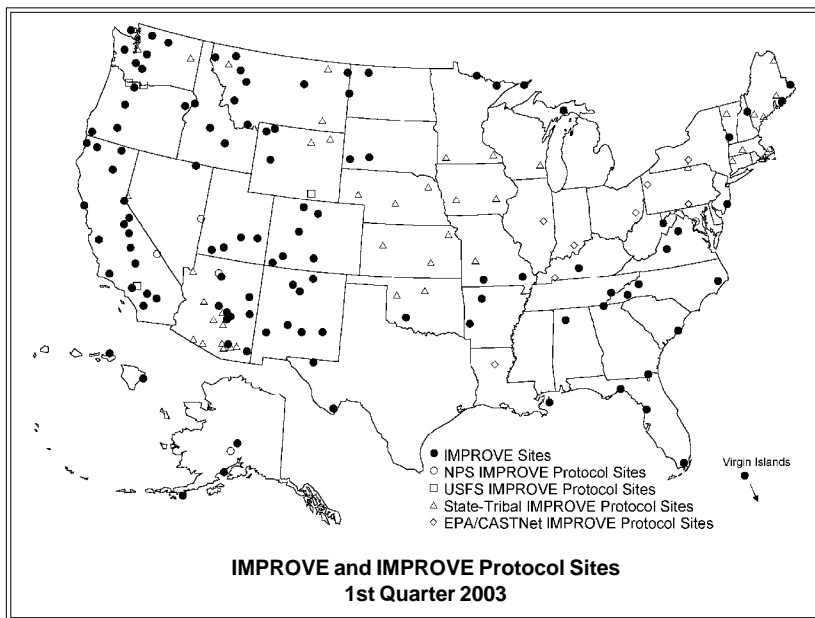 IMPROVE Sites
NPS IMPROVE Protocol Sites
USFS IMPROVE Protocol Sites
State-Tribal IMPROVE Protocol Sites
EPA/CASTNet IMPROVE Protocol Sites
Virgin Islands
IMPROVE and IMPROVE Protocol Sites
1st Quarter 2003